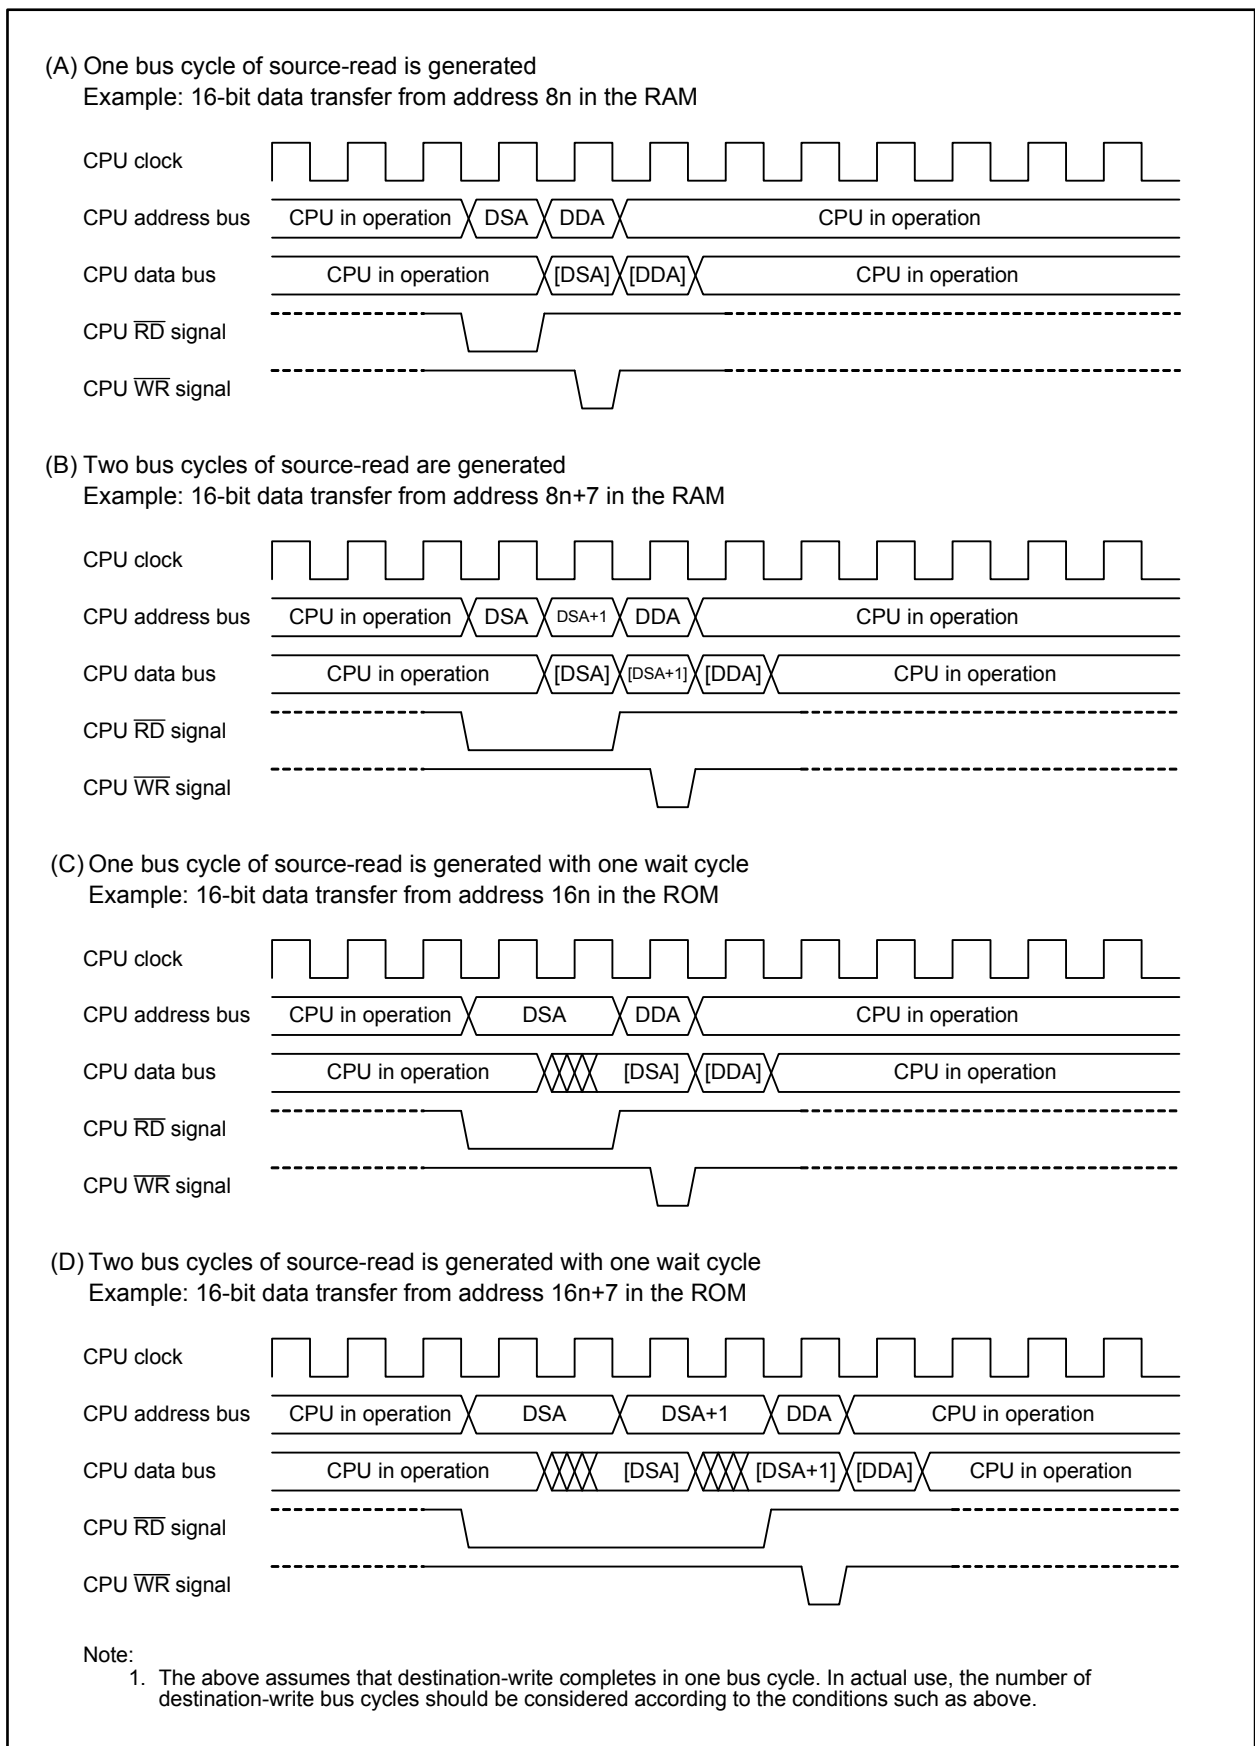 (A) One bus cycle of source-read is generated
Example: 16-bit data transfer from address 8n in the RAM
CPU clock
CPU address bus CPU in operation DSA DDA CPU in operation
CPU data bus CPU in operation [DSA] [DDA] CPU in operation
CPU R̅D̅ signal
CPU W̅R̅ signal
(B) Two bus cycles of source-read are generated
Example: 16-bit data transfer from address 8n+7 in the RAM
CPU clock
CPU address bus CPU in operation DSA DSA+1 DDA CPU in operation
CPU data bus CPU in operation [DSA] [DSA+1] [DDA] CPU in operation
CPU R̅D̅ signal
CPU W̅R̅ signal
(C) One bus cycle of source-read is generated with one wait cycle
Example: 16-bit data transfer from address 16n in the ROM
CPU clock
CPU address bus CPU in operation DSA DDA CPU in operation
CPU data bus CPU in operation [DSA] [DDA] CPU in operation
CPU R̅D̅ signal
CPU W̅R̅ signal
(D) Two bus cycles of source-read is generated with one wait cycle
Example: 16-bit data transfer from address 16n+7 in the ROM
CPU clock
CPU address bus CPU in operation DSA DSA+1 DDA CPU in operation
CPU data bus CPU in operation [DSA] [DSA+1] [DDA] CPU in operation
CPU R̅D̅ signal
CPU W̅R̅ signal
Note:
1. The above assumes that destination-write completes in one bus cycle. In actual use, the number of
destination-write bus cycles should be considered according to the conditions such as above.